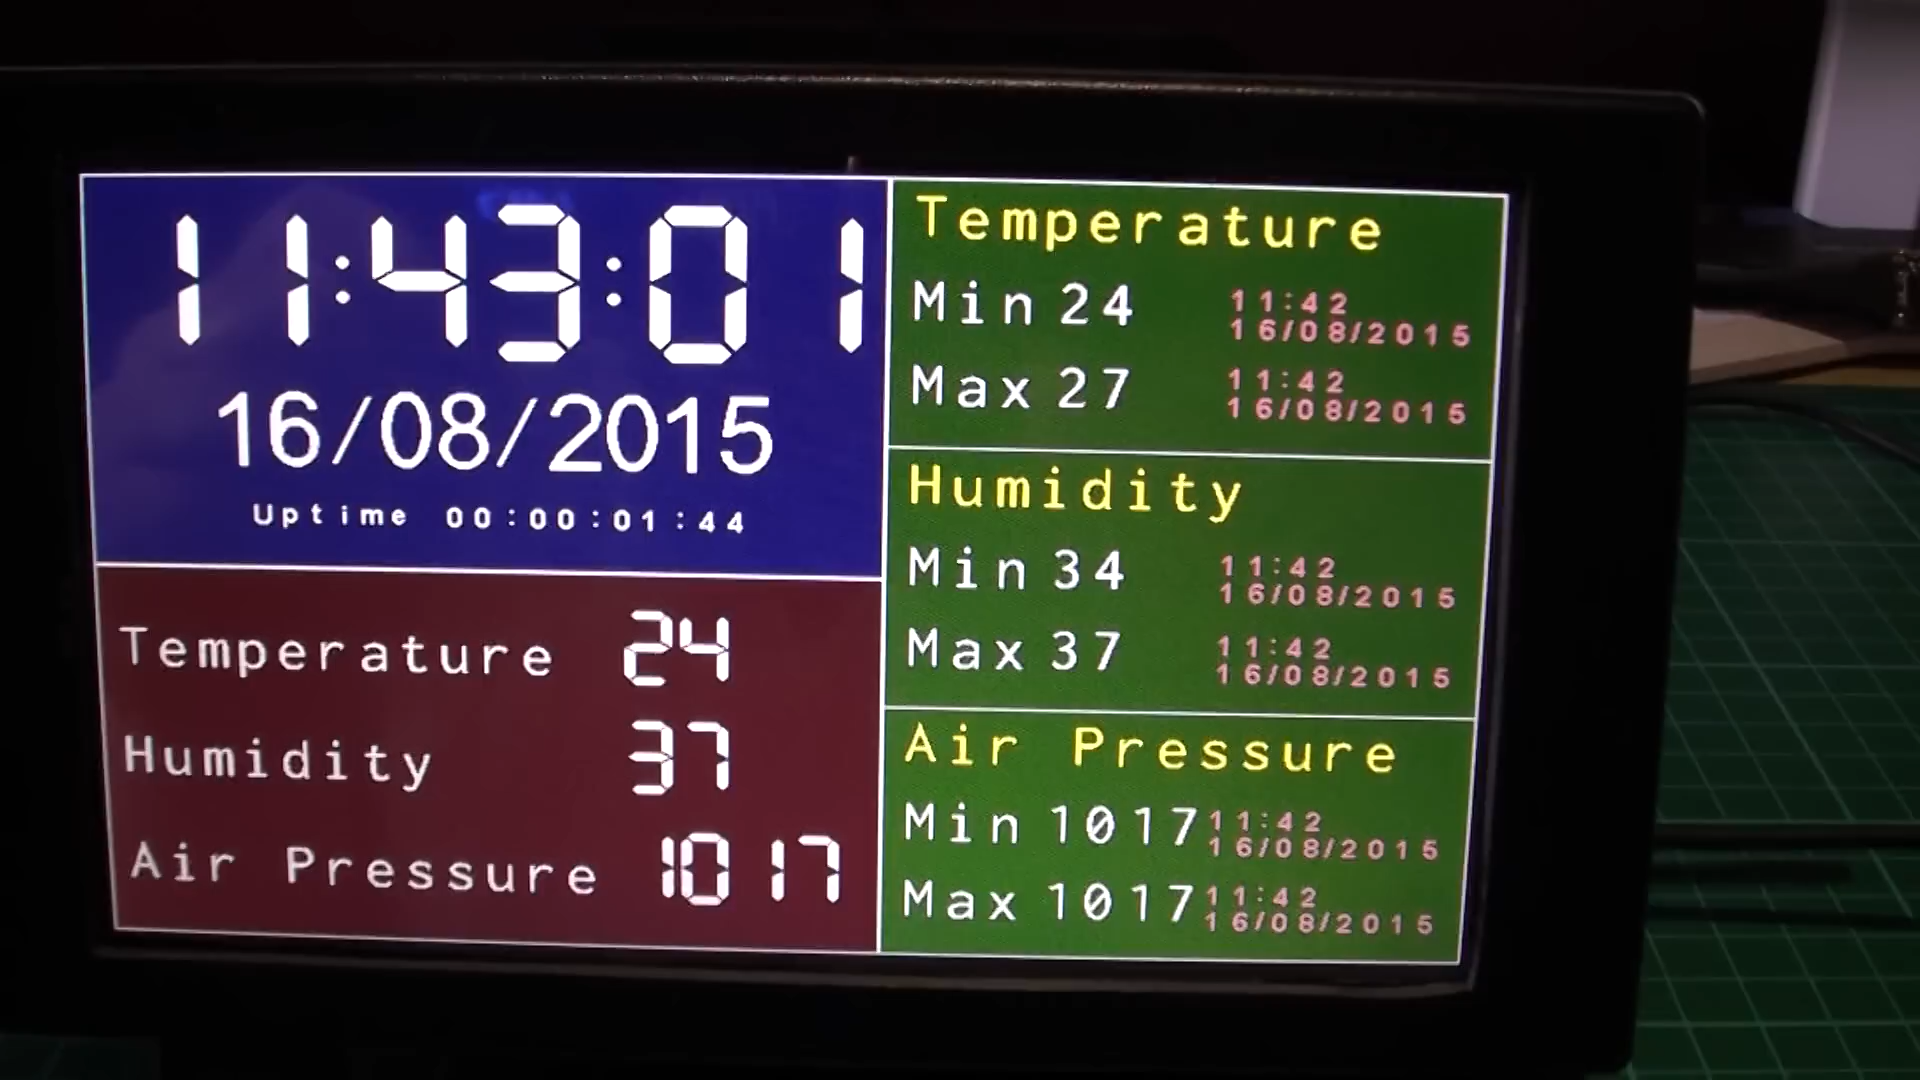 11:43:01
16/08/2015
Uptime 00:00:01:44
Temperature 24
Humidity 37
Air Pressure 1017
Temperature
Min 24 11:42
16/08/2015
Max 27 11:42
16/08/2015
Humidity
Min 34 11:42
16/08/2015
Max 37 11:42
16/08/2015
Air Pressure
Min 1017 11:42
16/08/2015
Max 1017 11:42
16/08/2015